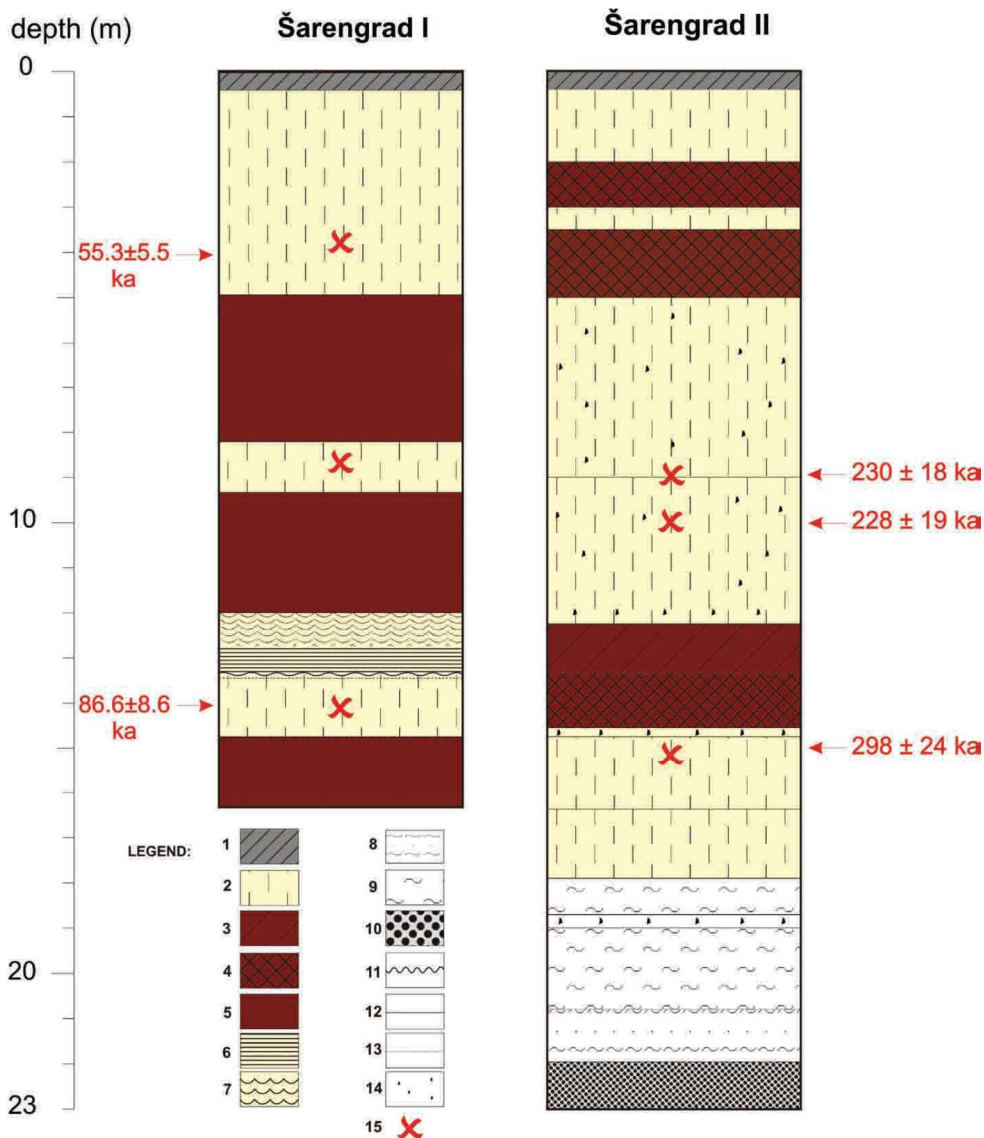 depth (m)
Šarengrad I
Šarengrad II
0
55.3±5.5
ka
230 ± 18 ka
10
228 ± 19 ka
86.6±8.6
ka
298 ± 24 ka
LEGEND:
1
8
2
9
3
10
4
11
20
5
12
6
13
7
14
23
15